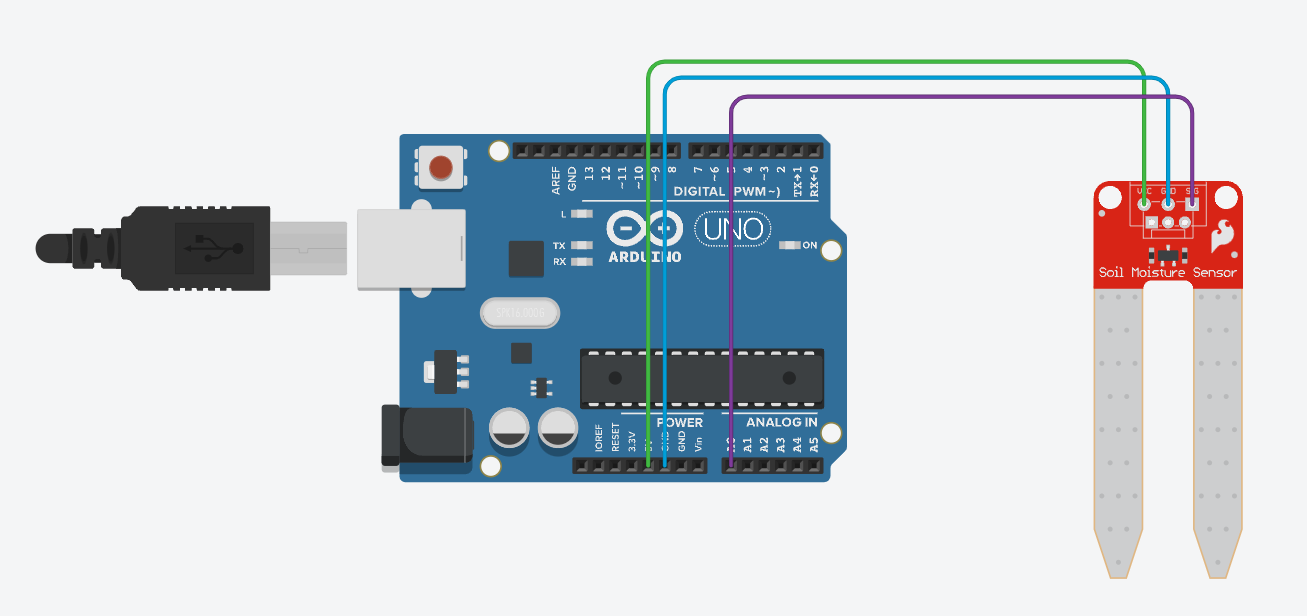 AREF
GND
13
12
~11
~10
~9
8
7
~6
5
4
~3
2
TX→1
RX←0
DIGITAL (PWM~)
L
TX
RX
ARDUINO
UNO
ON
SPK16.000G
POWER
ANALOG IN
IOREF
RESET
3.3V
GND
Vin
A0
A1
A2
A3
A4
A5
VCC
GND
SIG
Soil Moisture Sensor